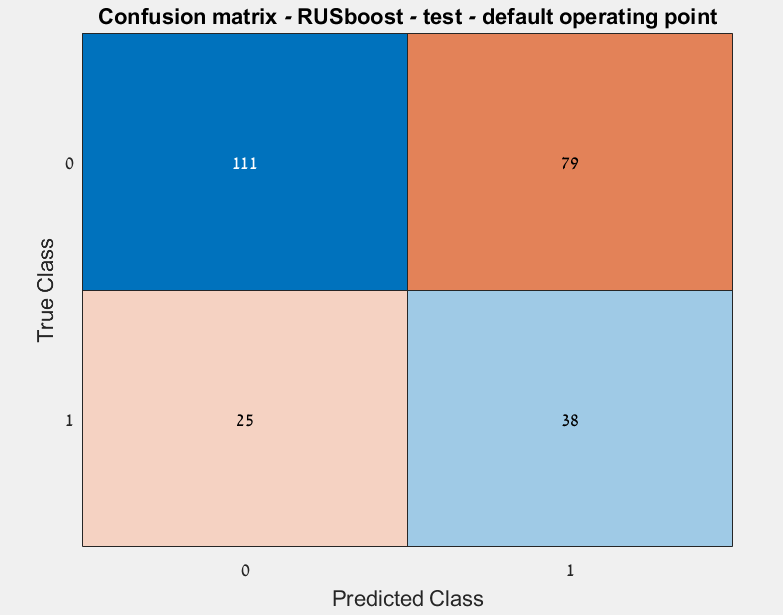 Confusion matrix - RUSboost - test - default operating point
True Class
0
111
79
1
25
38
0
1
Predicted Class